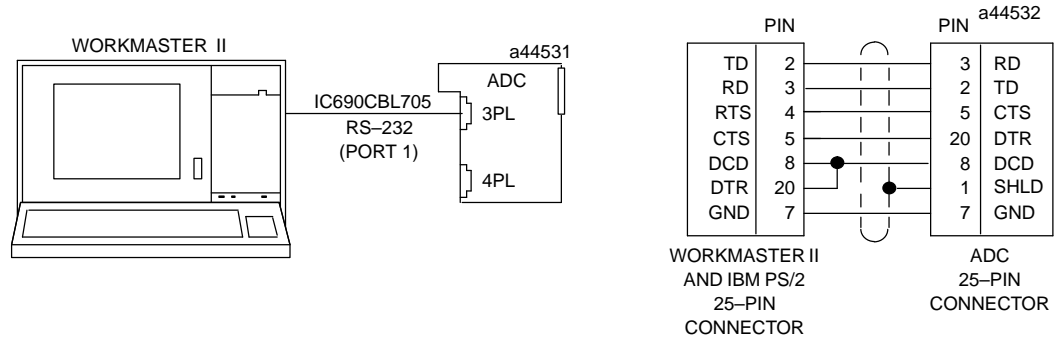 WORKMASTER II
a44531
ADC
IC690CBL705
3PL
RS–232
(PORT 1)
4PL
a44532
PIN PIN
TD 2 3 RD
RD 3 2 TD
RTS 4 5 CTS
CTS 5 20 DTR
DCD 8 8 DCD
DTR 20 1 SHLD
GND 7 7 GND
WORKMASTER II
AND IBM PS/2
25–PIN
CONNECTOR
ADC
25–PIN
CONNECTOR